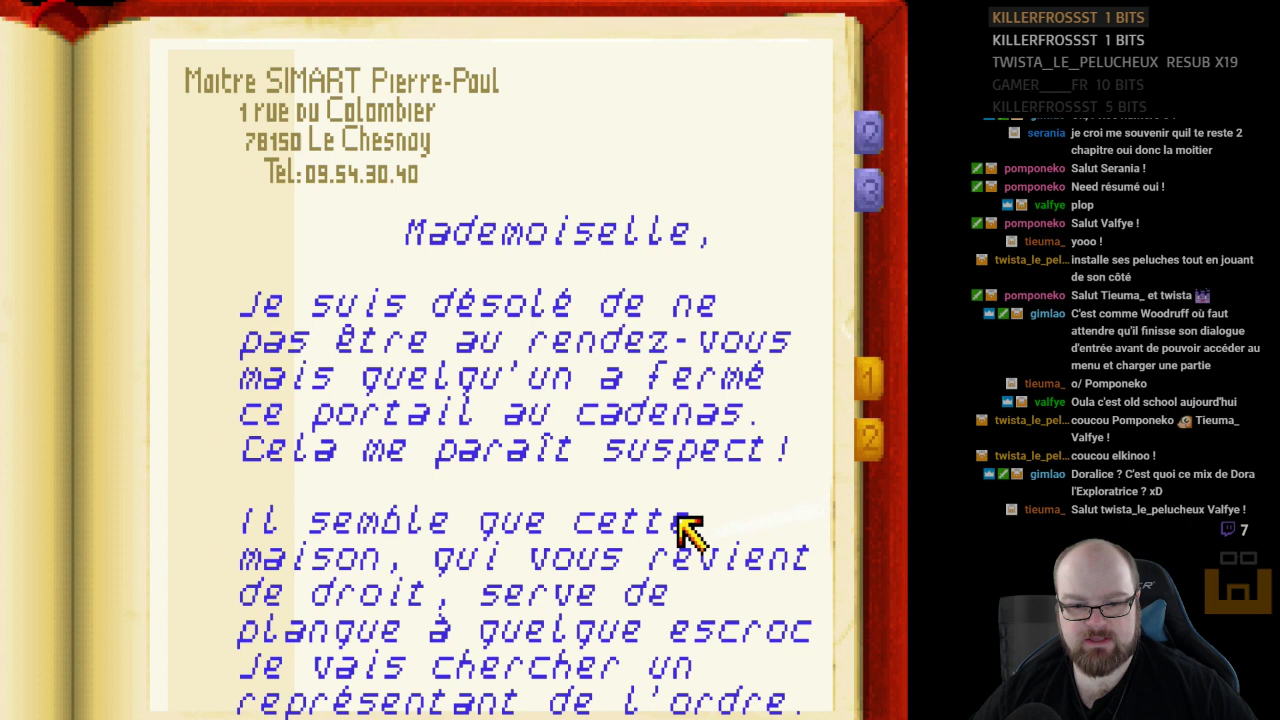 Maitre SIMART Pierre-Paul
1 rue du Colombier
78150 Le Chesnay
Tel: 09.54.30.40
Mademoiselle,
Je suis désolé de ne
pas être au rendez-vous
mais quelqu'un a fermé
ce portail au cadenas.
Cela me paraît suspect!
Il semble que cette
maison, qui vous revient
de droit, serve de
planque à quelque escroc
Je vais chercher un
représentant de l'ordre.
2
3
1
2
KILLERFROSSST 1 BITS
KILLERFROSSST 1 BITS
TWISTA_LE_PELUCHEUX RESUB X19
GAMER____FR 10 BITS
KILLERFROSSST 5 BITS
serania je croi me souvenir quil te reste 2
chapitre oui donc la moitier
pomponeko Salut Serania !
pomponeko Need résumé oui !
valfye plop
pomponeko Salut Valfye !
tieuma_ yooo !
twista_le_pel... installe ses peluches tout en jouant
de son côté
pomponeko Salut Tieuma_ et twista
gimlao C'est comme Woodruff où faut
attendre qu'il finisse son dialogue
d'entrée avant de pouvoir accéder au
menu et charger une partie
tieuma_ o/ Pomponeko
valfye Oula c'est old school aujourd'hui
twista_le_pel... coucou Pomponeko Tieuma_
Valfye !
twista_le_pel... coucou elkinoo !
gimlao Doralice ? C'est quoi ce mix de Dora
l'Exploratrice ? xD
tieuma_ Salut twista_le_pelucheux Valfye !
7